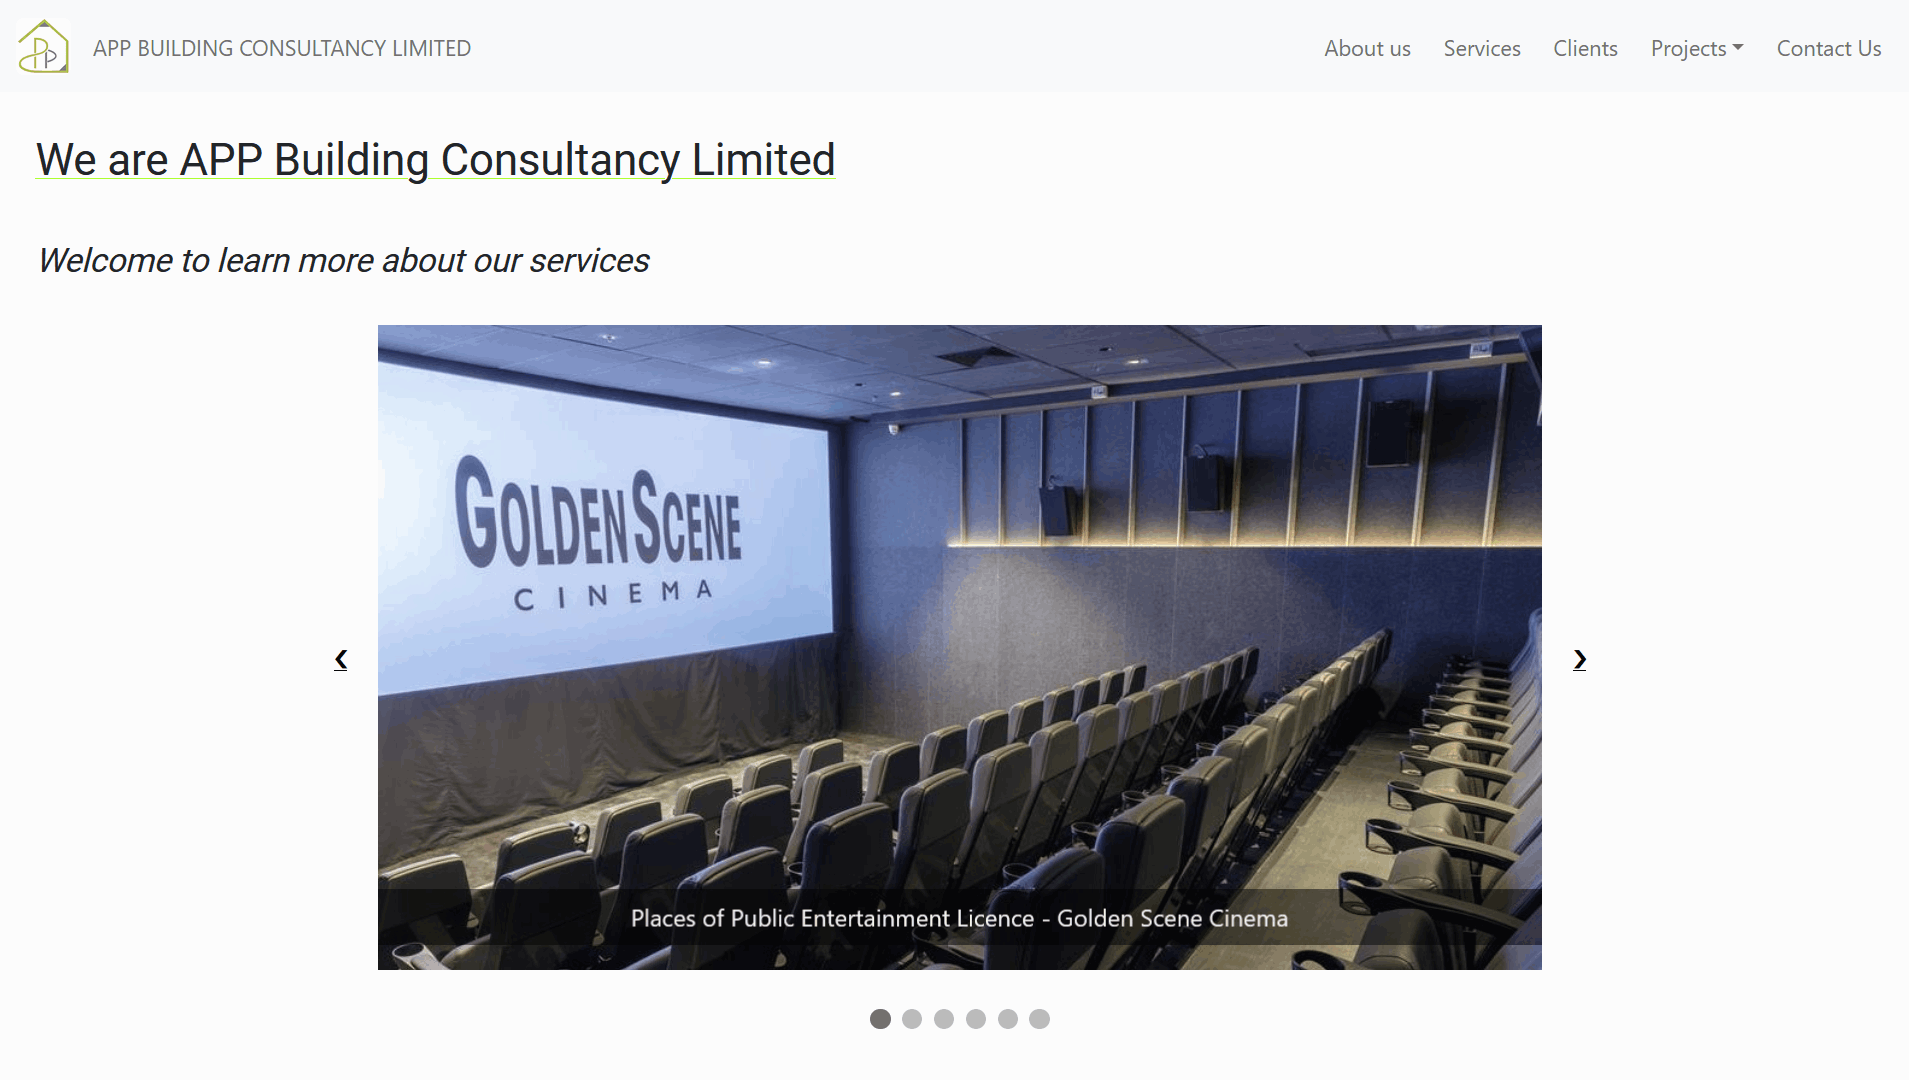 APP BUILDING CONSULTANCY LIMITED
About us
Services
Clients
Projects
Contact Us
We are APP Building Consultancy Limited
Welcome to learn more about our services
GOLDEN SCENE
CINEMA
Places of Public Entertainment Licence - Golden Scene Cinema